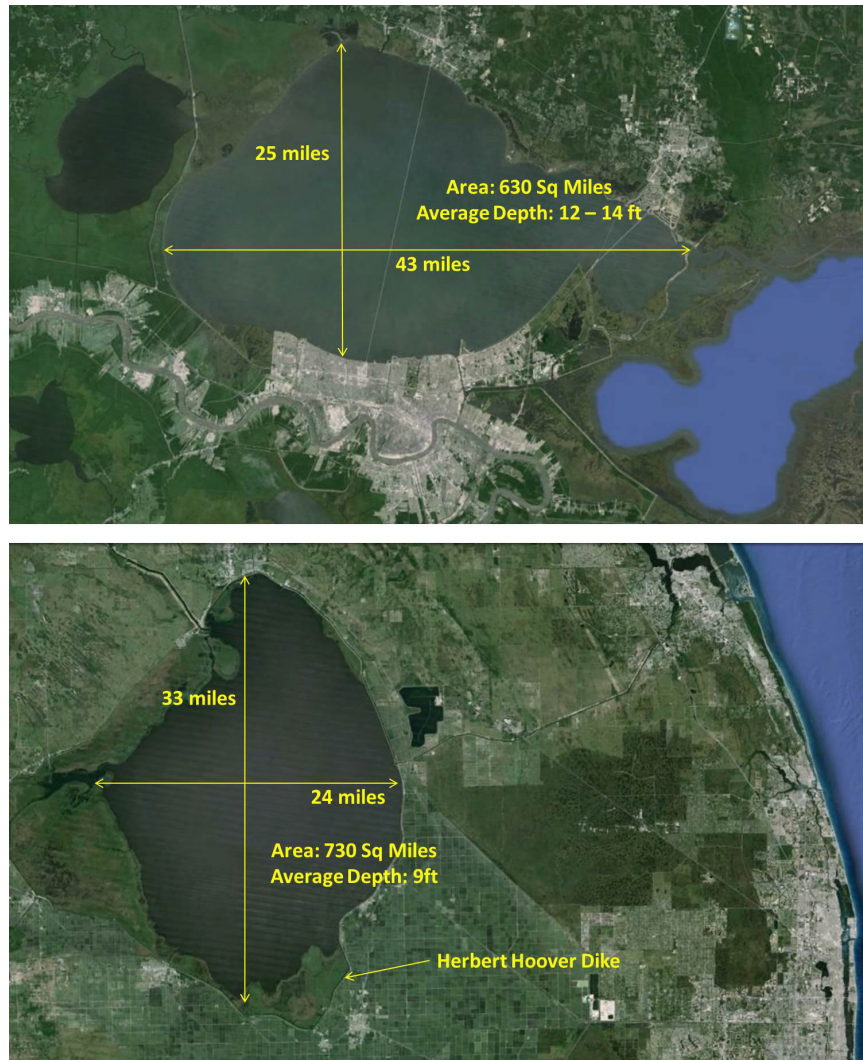 25 miles
Area: 630 Sq Miles
Average Depth: 12 – 14 ft
43 miles
33 miles
24 miles
Area: 730 Sq Miles
Average Depth: 9ft
Herbert Hoover Dike